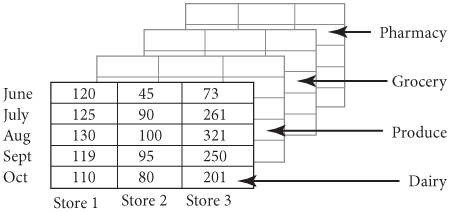 Pharmacy
Grocery
June 120 45 73
July 125 90 261
Aug 130 100 321
Produce
Sept 119 95 250
Oct 110 80 201
Dairy
Store 1 Store 2 Store 3